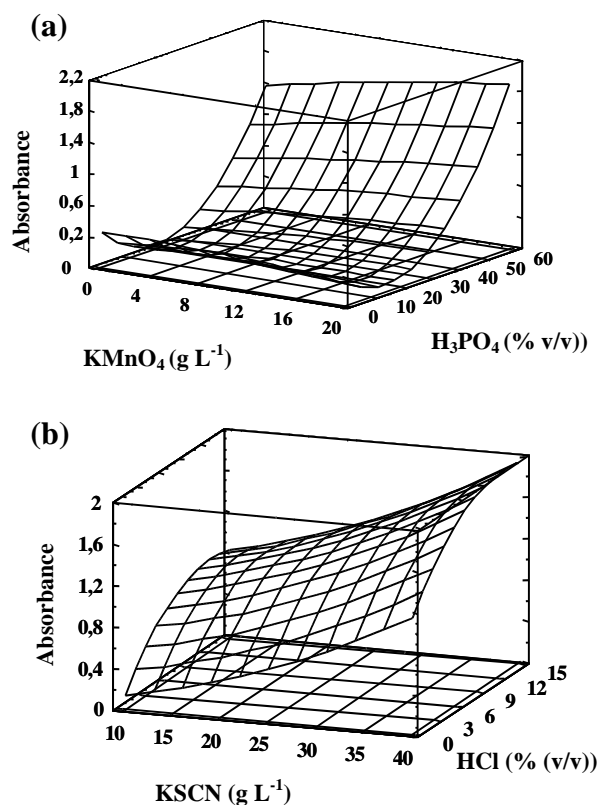 (a)
2,2
1,8
1,4
1
0,6
0,2
0
Absorbance
0 4 8 12 16 20
KMnO₄ (g L⁻¹)
0 10 20 30 40 50 60
H₃PO₄ (% v/v))
(b)
2
1,6
1,2
0,8
0,4
0
Absorbance
10 15 20 25 30 35 40
KSCN (g L⁻¹)
0 3 6 9 12 15
HCl (% (v/v)